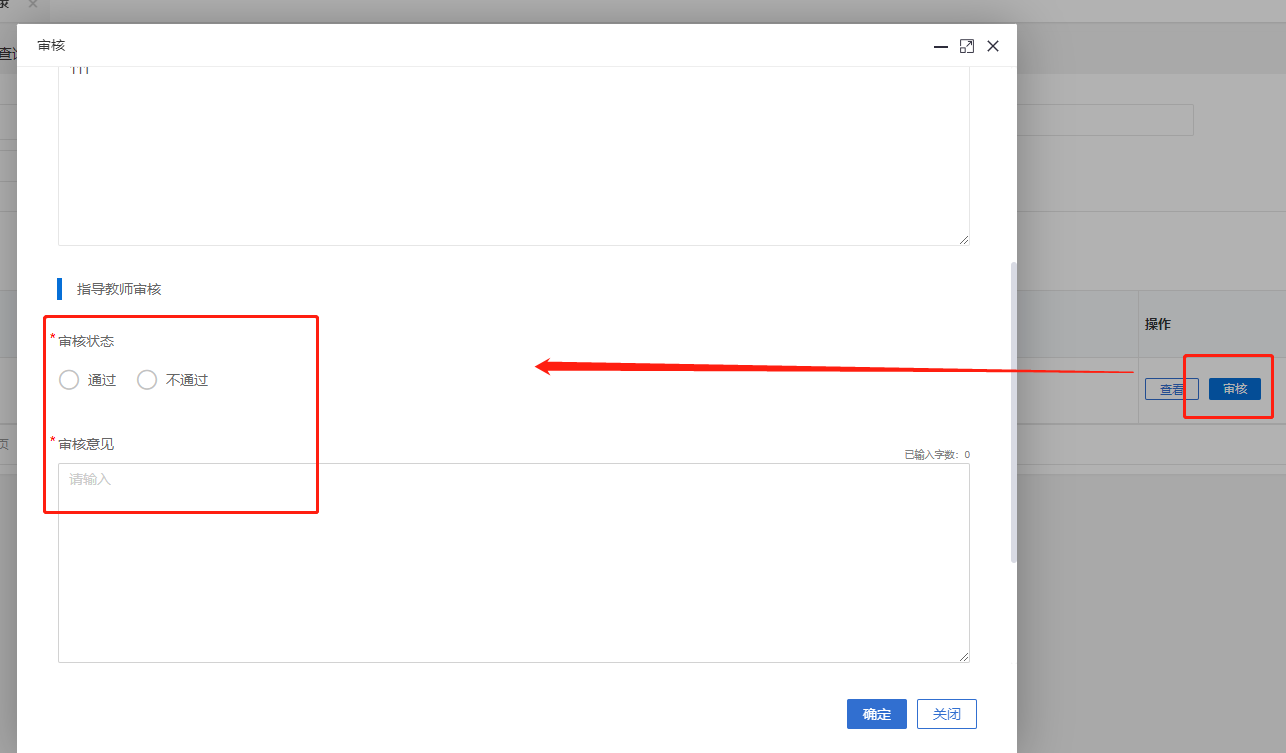 审核
111
指导教师审核
*审核状态
通过 不通过
*审核意见
已输入字数：0
请输入
确定 关闭
操作
查看 审核
页